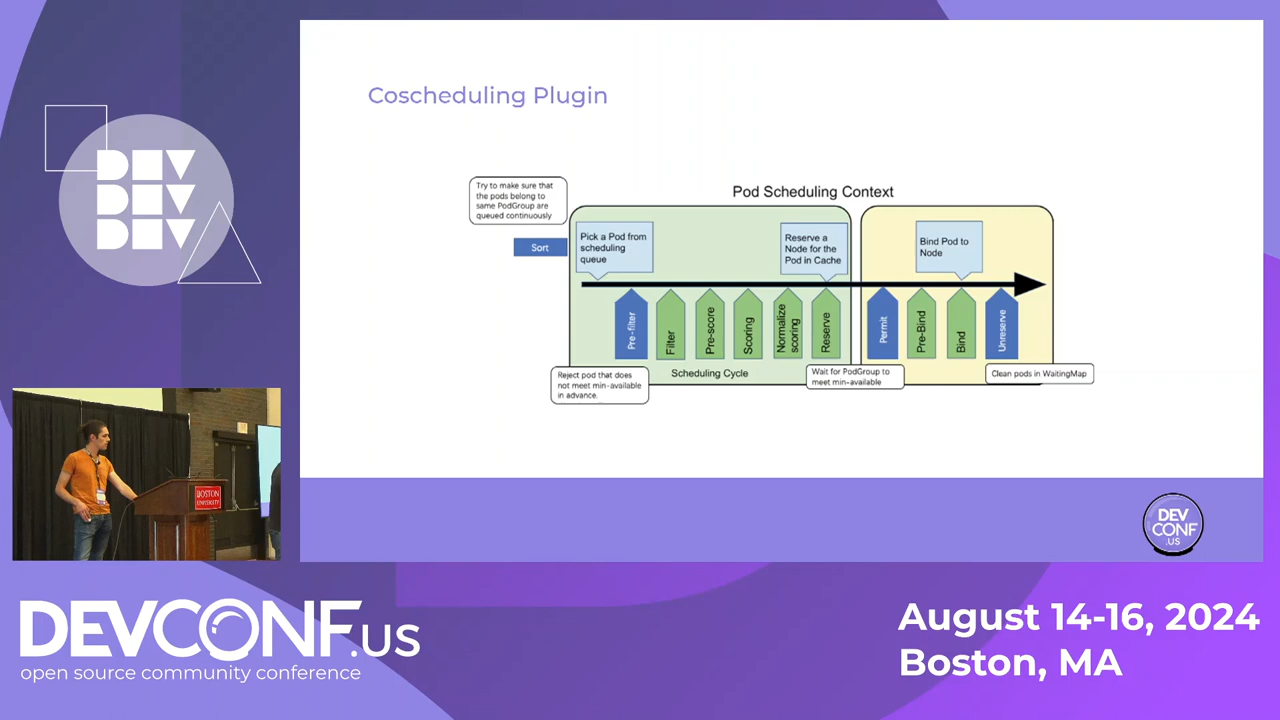 DEV
DEV
DEV
Coscheduling Plugin
Pod Scheduling Context
Try to make sure that
the pods belong to
same PodGroup are
queued continuously
Sort
Pick a Pod from
scheduling
queue
Reserve a
Node for the
Pod in Cache
Bind Pod to
Node
Pre-filter
Filter
Pre-score
Scoring
Normalize
scoring
Reserve
Permit
Pre-Bind
Bind
Unreserve
Reject pod that does
not meet min-available
in advance.
Scheduling Cycle
Wait for PodGroup to
meet min-available
Clean pods in WaitingMap
BOSTON
UNIVERSITY
DEV
CONF
.US
DEVCONF.US
open source community conference
August 14-16, 2024
Boston, MA